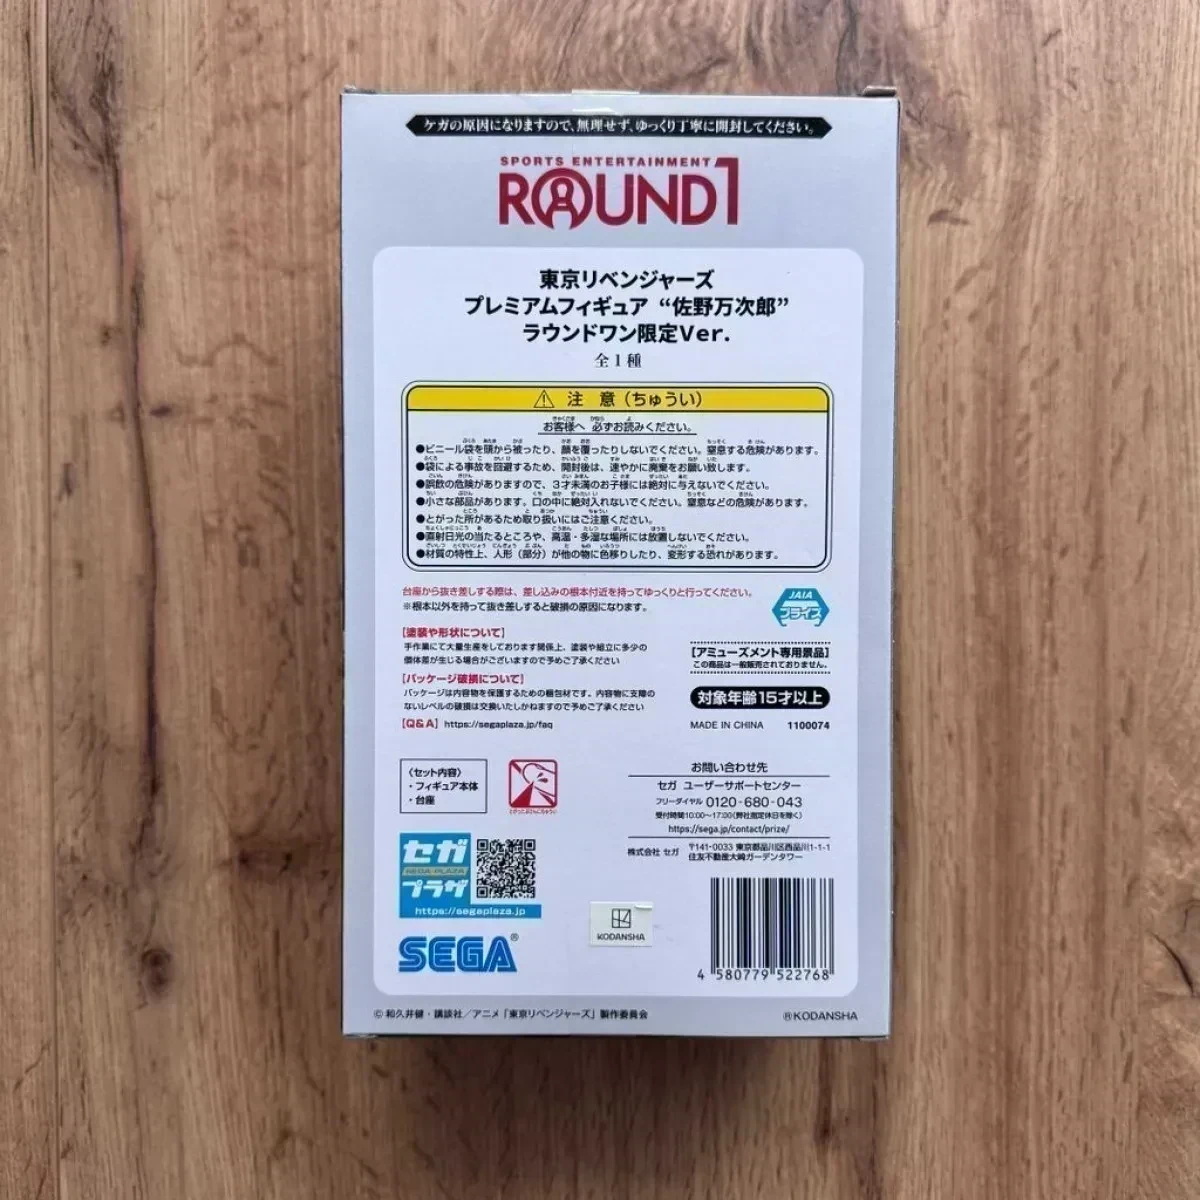 ケガの原因になりますので、無理せず、ゆっくり丁寧に開封してください。
SPORTS ENTERTAINMENT
ROUND1
東京リベンジャーズ
プレミアムフィギュア “佐野万次郎”
ラウンドワン限定Ver.
全1種
⚠ 注 意（ちゅうい）
お客様へ 必ずお読みください。
●ビニール袋を頭から被ったり、顔を覆ったりしないでください。窒息する危険があります。
●袋による事故を回避するため、開封後は、速やかに廃棄をお願い致します。
●誤飲の危険がありますので、3才未満のお子様には絶対に与えないでください。
●小さな部品があります。口の中に絶対入れないでください。窒息などの危険があります。
●とがった所があるため取り扱いにはご注意ください。
●直射日光の当たるところや、高温・多湿な場所には放置しないでください。
●材質の特性上、人形（部分）が他の物に色移りしたり、変形する恐れがあります。
台座から抜き差しする際は、差し込みの根本付近を持ってゆっくりと行ってください。
※根本以外を持って抜き差しすると破損の原因になります。
JAIA
プライズ
【塗装や形状について】
手作業にて大量生産をしております関係上、塗装や組立に多少の
個体差が生じる場合がございますので予めご了承ください
【パッケージ破損について】
パッケージは内容物を保護するための梱包材です。内容物に支障の
ないレベルの破損は交換いたしかねますので予めご了承ください
【Q&A】 https://segaplaza.jp/faq
【アミューズメント専用景品】
この商品は一般販売されておりません。
対象年齢15才以上
MADE IN CHINA 1100074
〈セット内容〉
・フィギュア本体
・台座
お問い合わせ先
セガ ユーザーサポートセンター
フリーダイヤル 0120-680-043
受付時間10:00〜17:00（弊社指定休日を除く）
https://sega.jp/contact/prize/
株式会社 セガ 〒141-0033 東京都品川区西品川1-1-1
住友不動産大崎ガーデンタワー
セガ
SEGA PLAZA
プラザ
https://segaplaza.jp
SEGA®
KODANSHA
4 580779 522768
© 和久井健・講談社／アニメ「東京リベンジャーズ」製作委員会
®KODANSHA